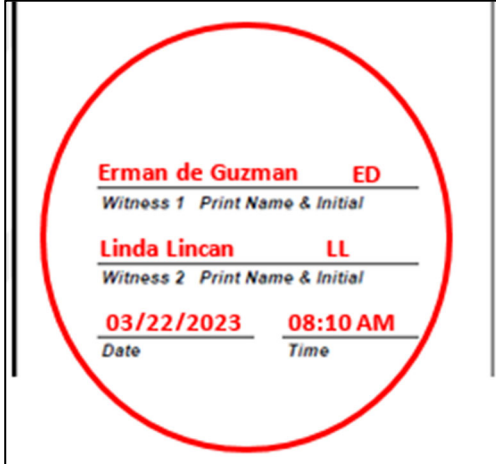 Erman de Guzman ED
Witness 1 Print Name & Initial
Linda Lincan LL
Witness 2 Print Name & Initial
03/22/2023 08:10 AM
Date Time